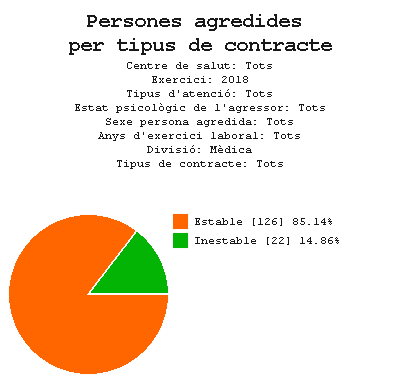 Persones agredides
per tipus de contracte
Centre de salut: Tots
Exercici: 2018
Tipus d'atenció: Tots
Estat psicològic de l'agressor: Tots
Sexe persona agredida: Tots
Anys d'exercici laboral: Tots
Divisió: Mèdica
Tipus de contracte: Tots
Estable [126] 85.14%
Inestable [22] 14.86%